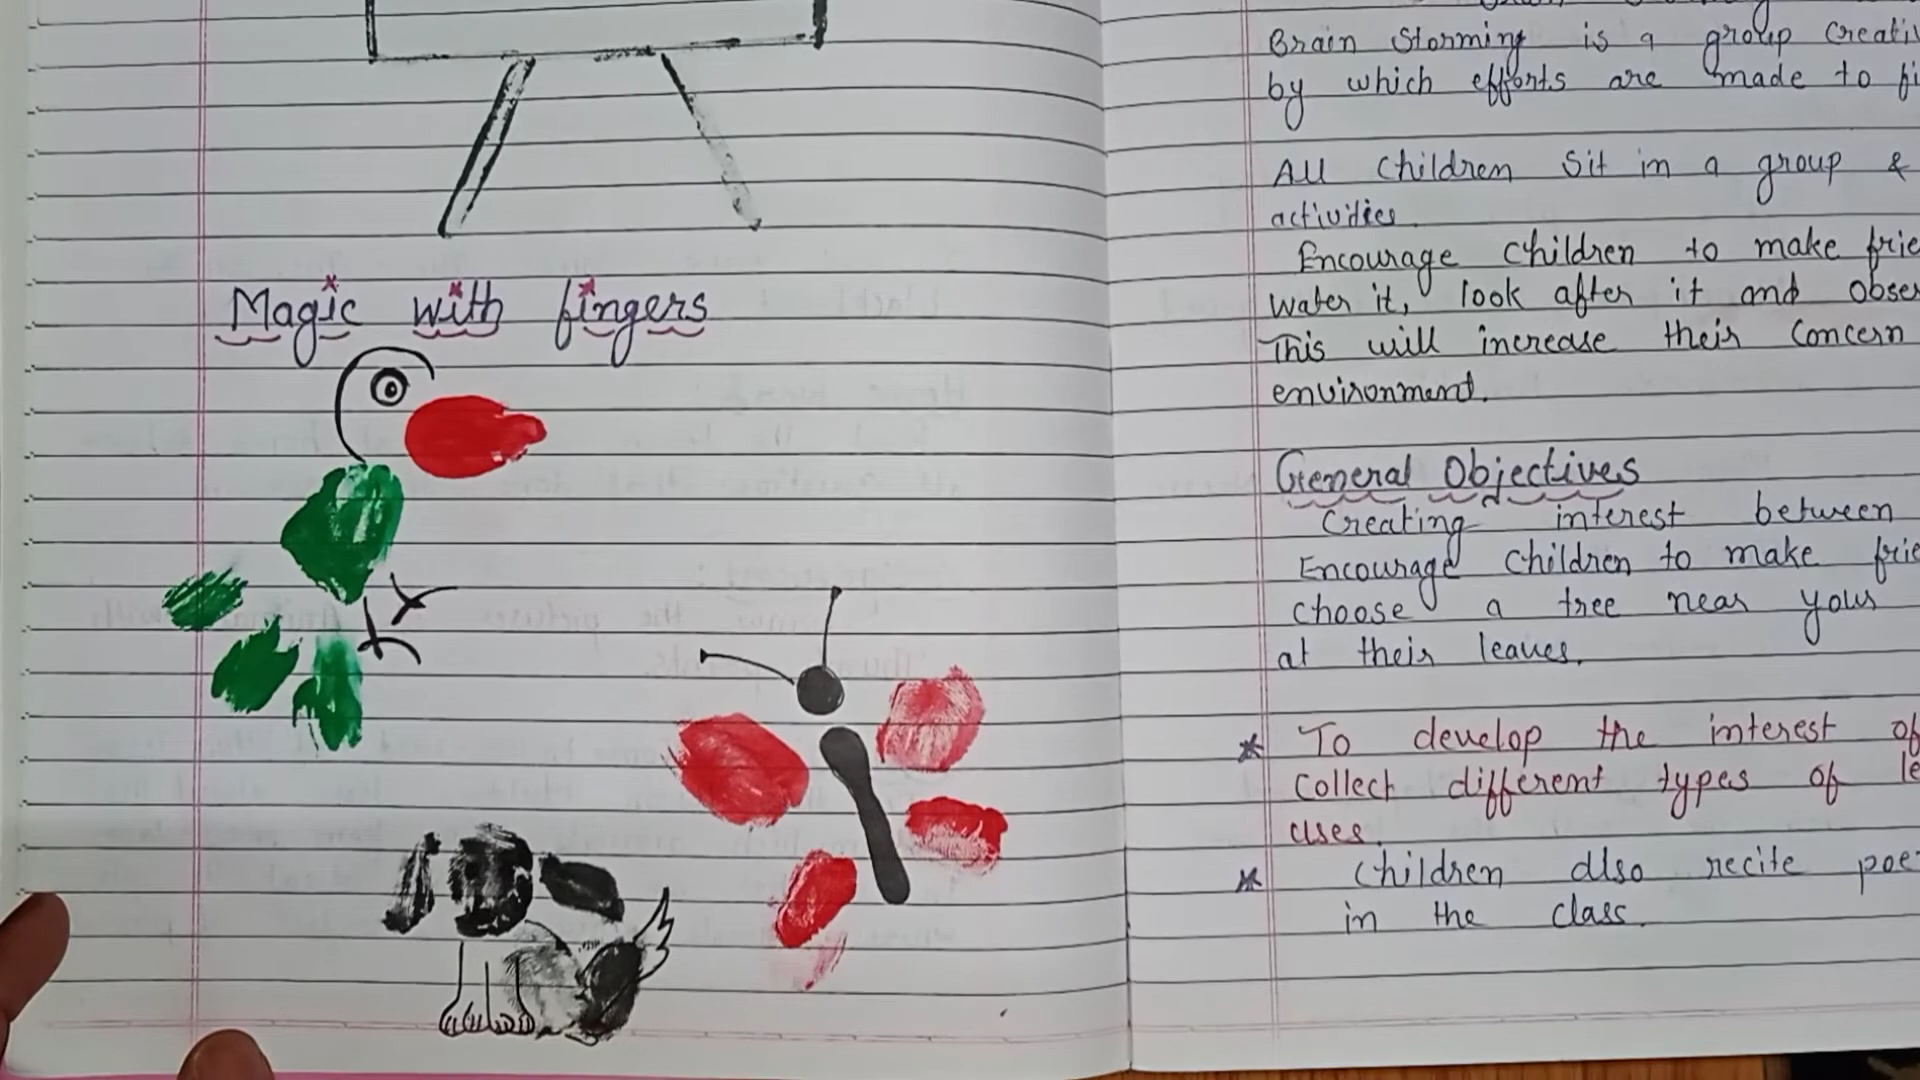 Magic with fingers
Brain Storming is a group
by which efforts are made to
All children sit in a group &
activities.
Encourage children to make
water it, look after it and
This will increase their concern
environment.
General Objectives
Creating interest between
Encourage children to make
choose a tree near your
at their leaves.
* To develop the interest of
collect different types of
uses.
* Children also recite
in the class.